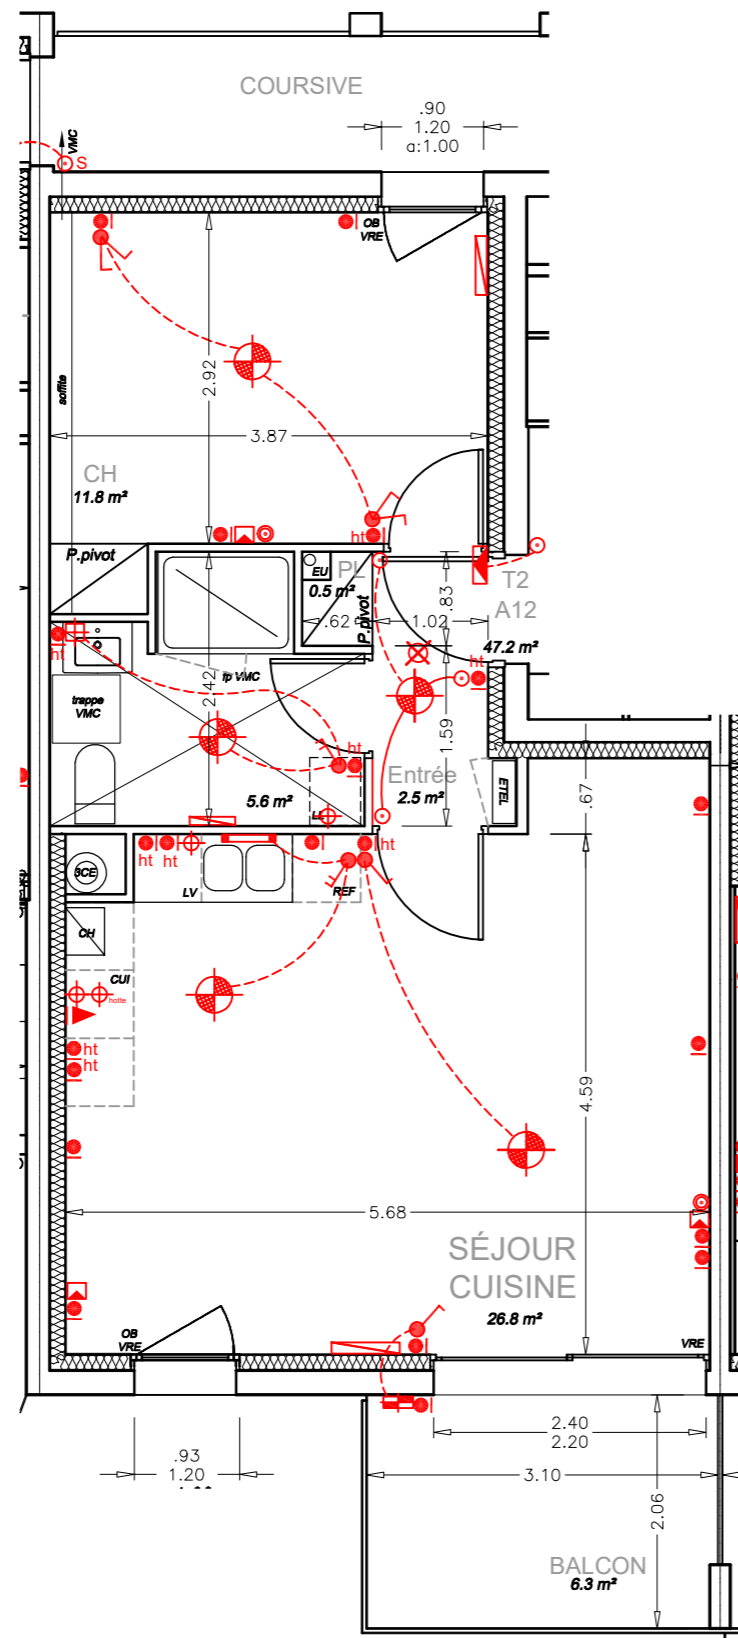 COURSIVE
.90
1.20
a:1.00
VMC
S
OB
VRE
soffite
2.92
3.87
CH
11.8 m²
ht
P.pivot
EU
PL
0.5 m²
.62
P.pivot
1.02
.83
T2
A12
47.2 m²
ht
ht
fp VMC
trappe
VMC
2.42
ht
1.59
Entrée
2.5 m²
5.6 m²
LL
ETEL
.67
ht
ht
ht
LV
REF
CH
CUI
hotte
ht
ht
4.59
5.68
SÉJOUR
CUISINE
26.8 m²
OB
VRE
VRE
.93
1.20
2.40
2.20
3.10
2.06
BALCON
6.3 m²